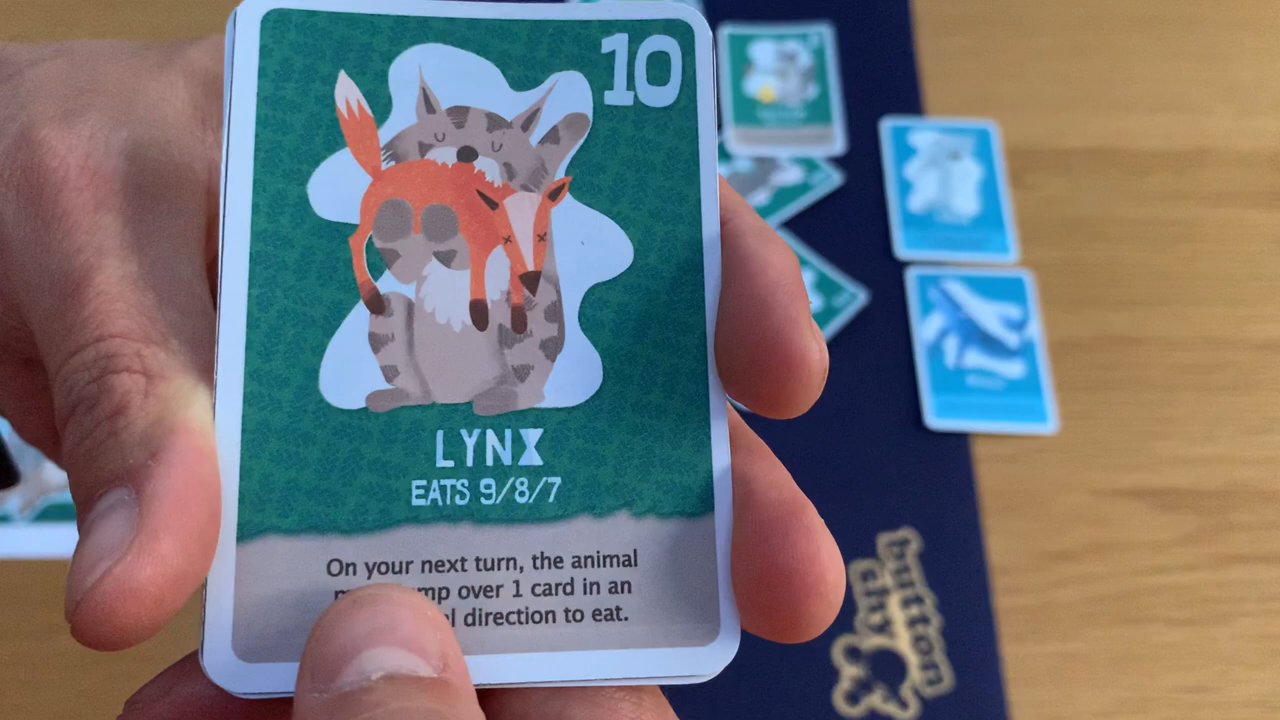 10
LYNX
EATS 9/8/7
On your next turn, the animal
over 1 card in an
direction to eat.
button
shy